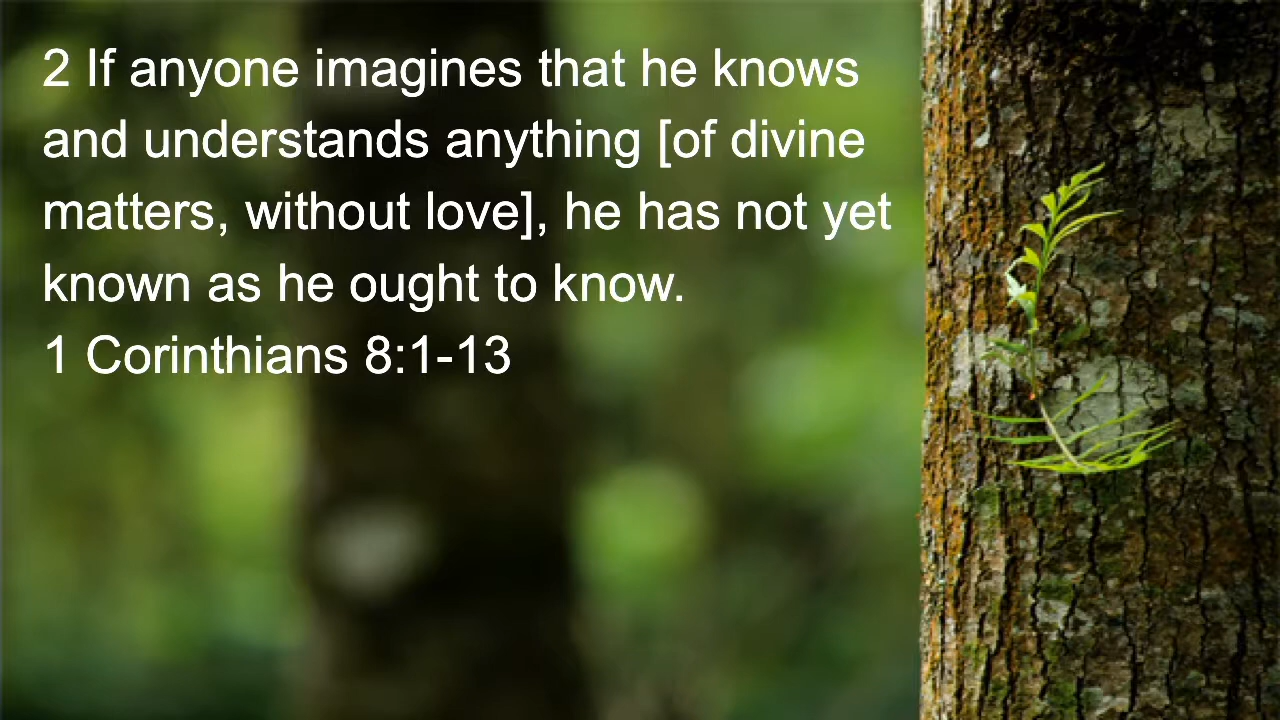 2 If anyone imagines that he knows
and understands anything [of divine
matters, without love], he has not yet
known as he ought to know.
1 Corinthians 8:1-13